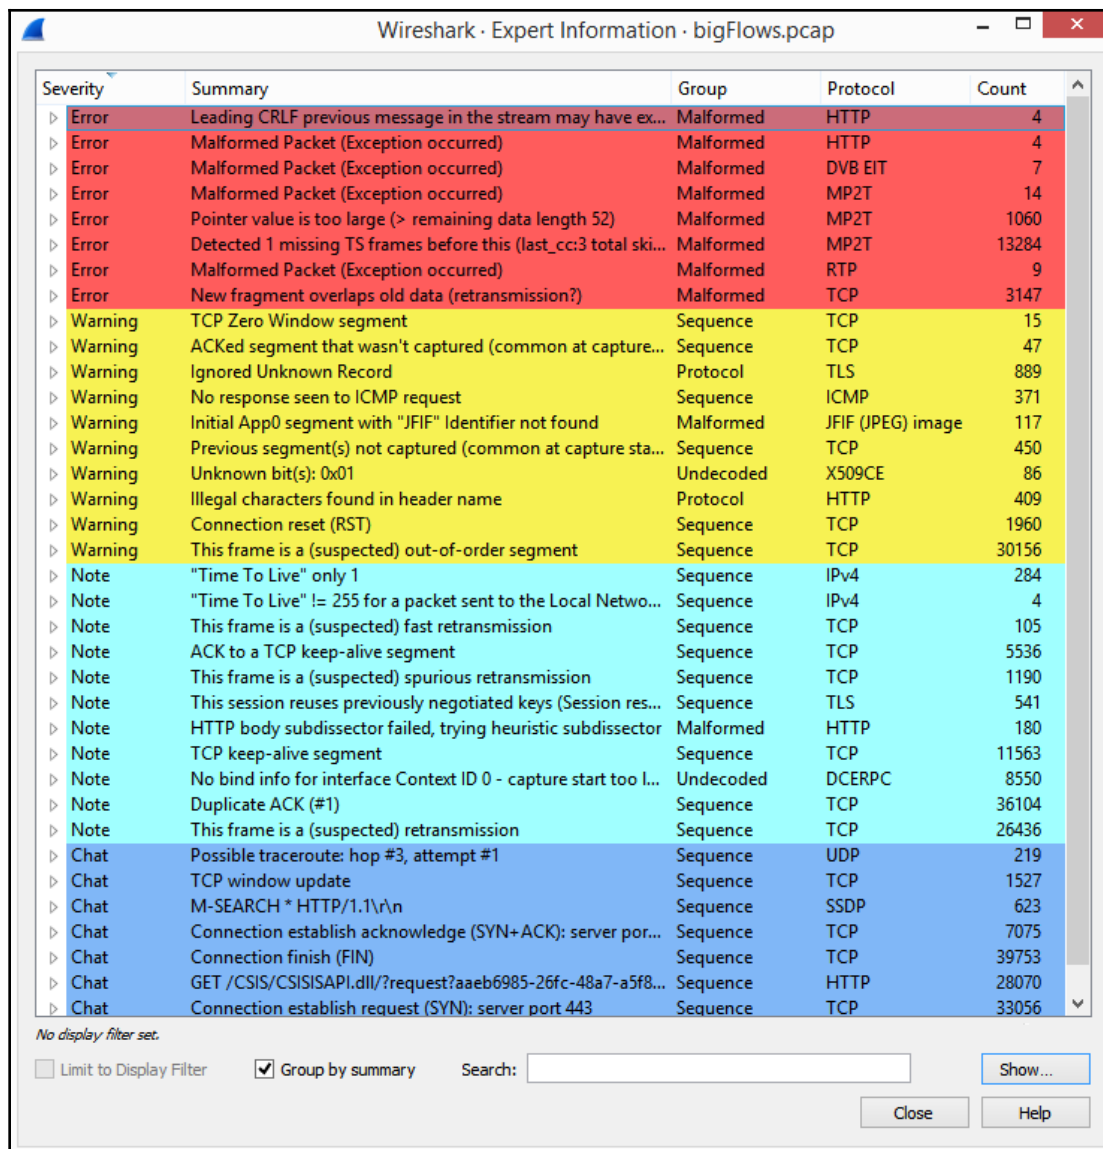 Wireshark · Expert Information · bigFlows.pcap
Severity Summary Group Protocol Count
Error Leading CRLF previous message in the stream may have ex... Malformed HTTP 4
Error Malformed Packet (Exception occurred) Malformed HTTP 4
Error Malformed Packet (Exception occurred) Malformed DVB EIT 7
Error Malformed Packet (Exception occurred) Malformed MP2T 14
Error Pointer value is too large (> remaining data length 52) Malformed MP2T 1060
Error Detected 1 missing TS frames before this (last_cc:3 total ski... Malformed MP2T 13284
Error Malformed Packet (Exception occurred) Malformed RTP 9
Error New fragment overlaps old data (retransmission?) Malformed TCP 3147
Warning TCP Zero Window segment Sequence TCP 15
Warning ACKed segment that wasn't captured (common at capture... Sequence TCP 47
Warning Ignored Unknown Record Protocol TLS 889
Warning No response seen to ICMP request Sequence ICMP 371
Warning Initial App0 segment with "JFIF" Identifier not found Malformed JFIF (JPEG) image 117
Warning Previous segment(s) not captured (common at capture sta... Sequence TCP 450
Warning Unknown bit(s): 0x01 Undecoded X509CE 86
Warning Illegal characters found in header name Protocol HTTP 409
Warning Connection reset (RST) Sequence TCP 1960
Warning This frame is a (suspected) out-of-order segment Sequence TCP 30156
Note "Time To Live" only 1 Sequence IPv4 284
Note "Time To Live" != 255 for a packet sent to the Local Netwo... Sequence IPv4 4
Note This frame is a (suspected) fast retransmission Sequence TCP 105
Note ACK to a TCP keep-alive segment Sequence TCP 5536
Note This frame is a (suspected) spurious retransmission Sequence TCP 1190
Note This session reuses previously negotiated keys (Session res... Sequence TLS 541
Note HTTP body subdissector failed, trying heuristic subdissector Malformed HTTP 180
Note TCP keep-alive segment Sequence TCP 11563
Note No bind info for interface Context ID 0 - capture start too l... Undecoded DCERPC 8550
Note Duplicate ACK (#1) Sequence TCP 36104
Note This frame is a (suspected) retransmission Sequence TCP 26436
Chat Possible traceroute: hop #3, attempt #1 Sequence UDP 219
Chat TCP window update Sequence TCP 1527
Chat M-SEARCH * HTTP/1.1\r\n Sequence SSDP 623
Chat Connection establish acknowledge (SYN+ACK): server por... Sequence TCP 7075
Chat Connection finish (FIN) Sequence TCP 39753
Chat GET /CSIS/CSISISAPI.dll/?request?aaeb6985-26fc-48a7-a5f8... Sequence HTTP 28070
Chat Connection establish request (SYN): server port 443 Sequence TCP 33056
No display filter set.
Limit to Display Filter Group by summary Search: Show...
Close Help